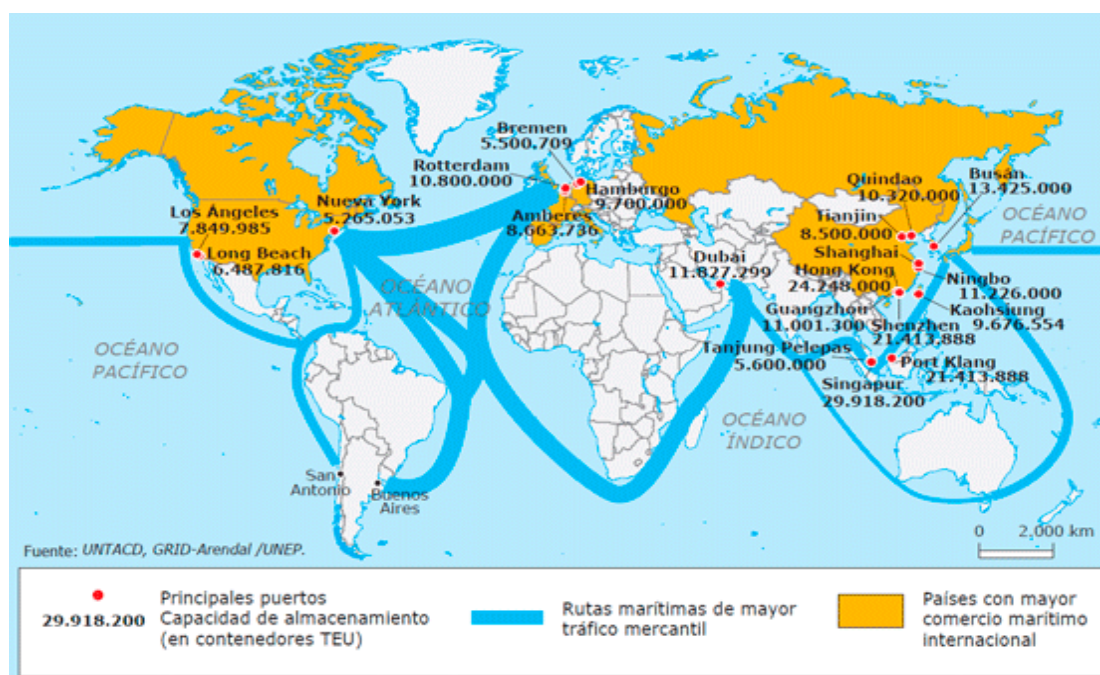 Bremen
5.500.709
Rotterdam
10.800.000
Hamburgo
9.700.000
Amberes
8.663.736
Nueva York
5.265.053
Los Ángeles
7.849.985
Long Beach
6.487.816
OCÉANO
ATLÁNTICO
OCÉANO
PACÍFICO
Dubai
11.827.299
Quindao
10.320.000
Busán
13.425.000
Tianjin
8.500.000
OCÉANO
PACÍFICO
Shanghai
Hong Kong
24.248.000
Ningbo
11.226.000
Guangzhou
11.001.300
Kaohsiung
9.676.554
Shenzhen
21.413.888
Tanjung Pelepas
5.600.000
Port Klang
21.413.888
Singapur
29.918.200
OCÉANO
ÍNDICO
San
Antonio
Buenos
Aires
Fuente: UNTACD, GRID-Arendal /UNEP.
0 2,000 km
Principales puertos
29.918.200 Capacidad de almacenamiento
(en contenedores TEU)
Rutas marítimas de mayor
tráfico mercantil
Países con mayor
comercio marítimo
internacional